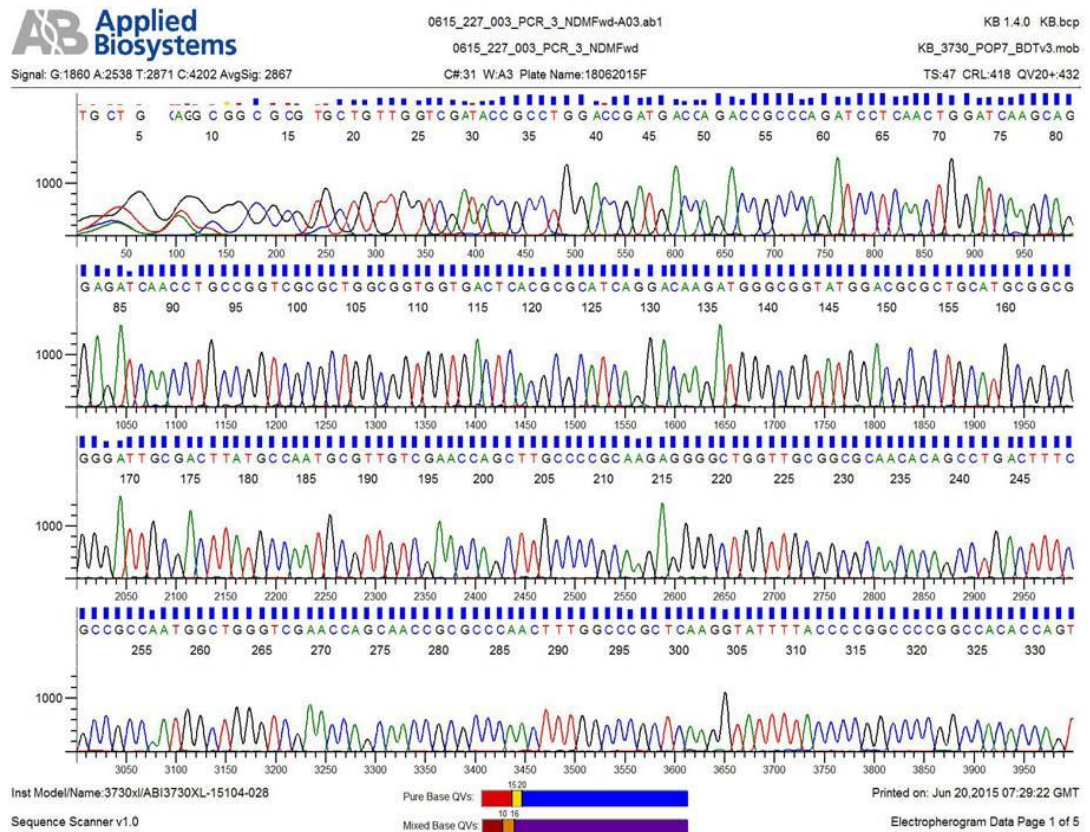 AB Applied Biosystems
0615_227_003_PCR_3_NDMFwd-A03.ab1
KB 1.4.0 KB.bcp
0615_227_003_PCR_3_NDMFwd
KB_3730_POP7_BDTv3.mob
Signal: G:1860 A:2538 T:2871 C:4202 AvgSig: 2867
C#:31 W:A3 Plate Name:18062015F
TS:47 CRL:418 QV20+:432
TGCTG CAGG CGGC GCG TGCTGTTGGTCGATACCGCCTGGACCGATGACCAGACCGCCCAGATCCTCAACTGGATCAAGCAG
5 10 15 20 25 30 35 40 45 50 55 60 65 70 75 80
1000
50 100 150 200 250 300 350 400 450 500 550 600 650 700 750 800 850 900 950
GAGATCAACCTGCCGGTCGCGCTGGCGGTGGTGACTCACGCGCATCAGGACAAGATGGGCGGTATGGACGCGCTGCATGCGGCG
85 90 95 100 105 110 115 120 125 130 135 140 145 150 155 160
1000
1050 1100 1150 1200 1250 1300 1350 1400 1450 1500 1550 1600 1650 1700 1750 1800 1850 1900 1950
GGGATTGCGACTTATGCCAATGCGTTGTCGAACCAGCTTGCCCCGCAAGAGGGGCTGGTTGCGGCGCAACACAGCCTGACTTTC
170 175 180 185 190 195 200 205 210 215 220 225 230 235 240 245
1000
2050 2100 2150 2200 2250 2300 2350 2400 2450 2500 2550 2600 2650 2700 2750 2800 2850 2900 2950
GCCGCCAATGGCTGGGTCGAACCAGCAACCGCGCCCAACTTTGGCCCGCTCAAGGTATTTTACCCCGGCCCCGGCCACACCAGT
255 260 265 270 275 280 285 290 295 300 305 310 315 320 325 330
1000
3050 3100 3150 3200 3250 3300 3350 3400 3450 3500 3550 3600 3650 3700 3750 3800 3850 3900 3950
Inst Model/Name:3730xl/ABI3730XL-15104-028
Pure Base QVs: 15 20
Printed on: Jun 20,2015 07:29:22 GMT
Sequence Scanner v1.0
Mixed Base QVs: 10 16
Electropherogram Data Page 1 of 5